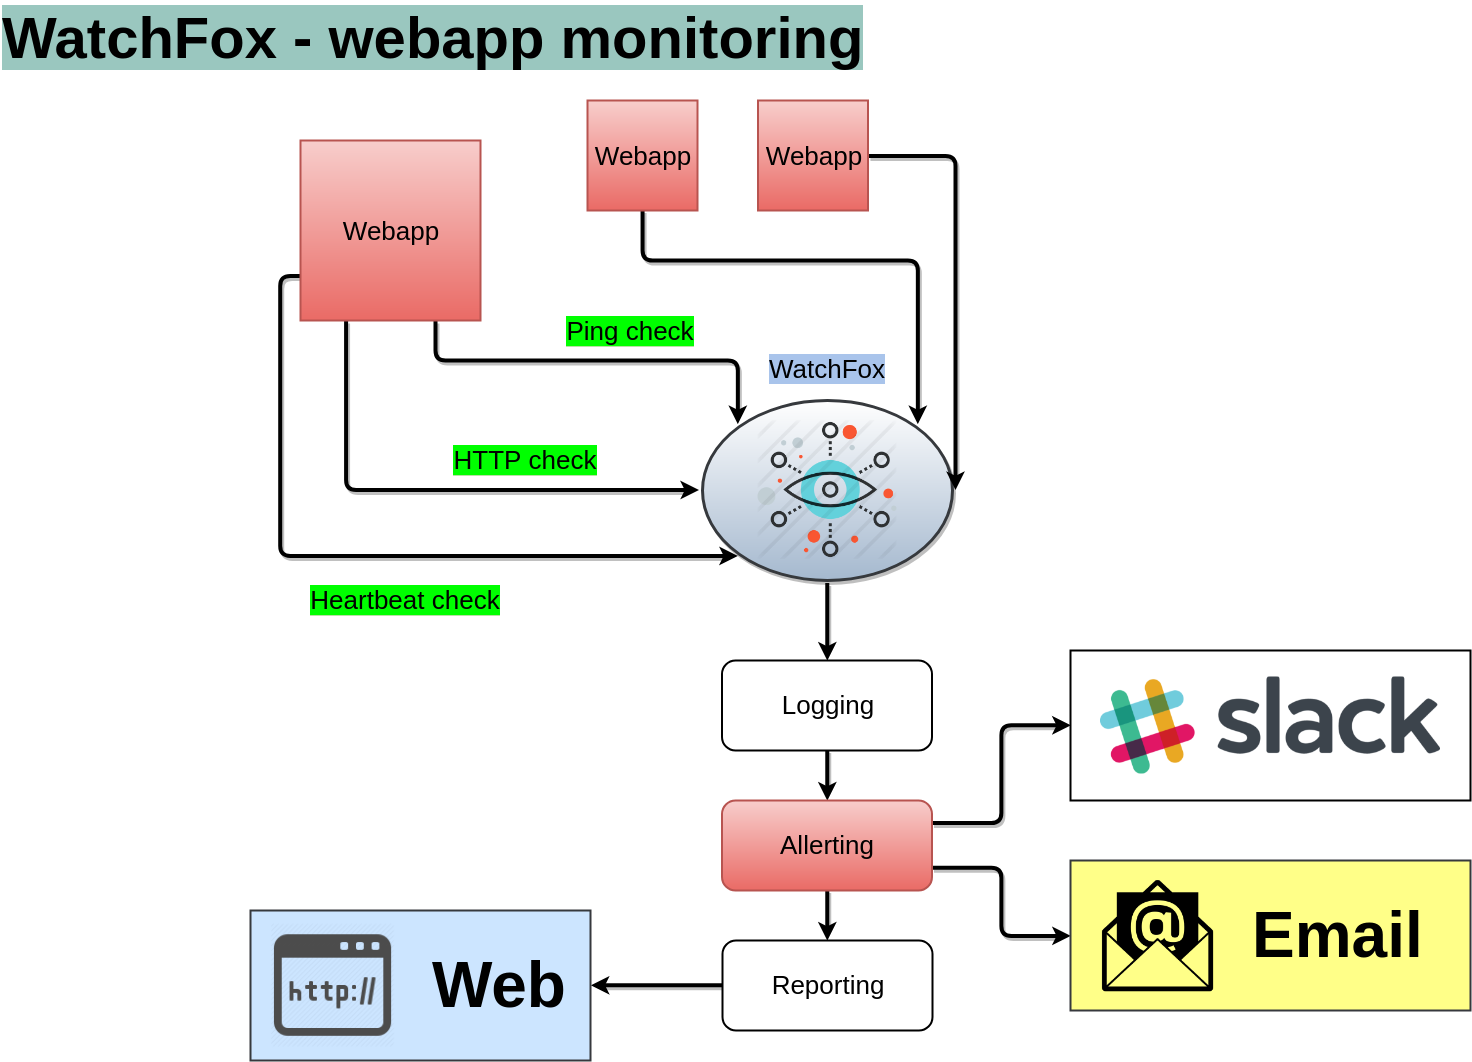 WatchFox - webapp monitoring
Webapp
Webapp
Webapp
Ping check
WatchFox
HTTP check
Heartbeat check
Logging
slack
Allerting
@
Email
http://
Web
Reporting